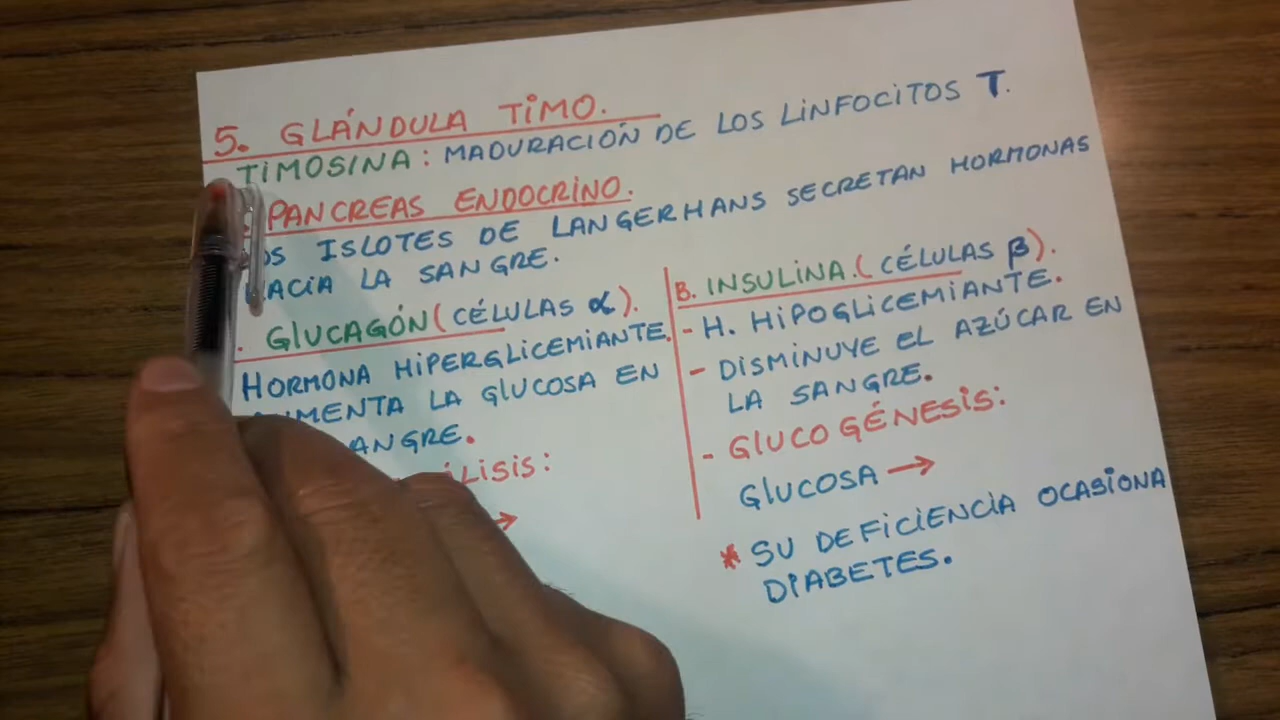 5. GLÁNDULA TIMO.
TIMOSINA: MADURACIÓN DE LOS LINFOCITOS T.
PANCREAS ENDOCRINO.
ISLOTES DE LANGERHANS SECRETAN HORMONAS
LA SANGRE.
GLUCAGÓN (CÉLULAS α).
HORMONA HIPERGLICEMIANTE.
LA GLUCOSA EN
→
B. INSULINA. (CÉLULAS β).
- H. HIPOGLICEMIANTE.
- DISMINUYE EL AZÚCAR EN
LA SANGRE.
- GLUCOGÉNESIS:
GLUCOSA →
* SU DEFICIENCIA OCASIONA
DIABETES.